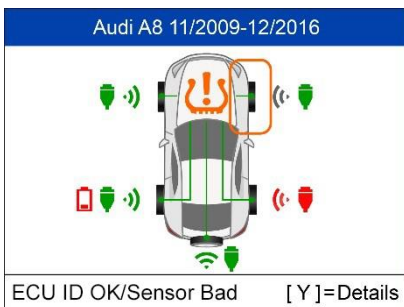 Audi A8 11/2009-12/2016
ECU ID OK/Sensor Bad [ Y ]=Details